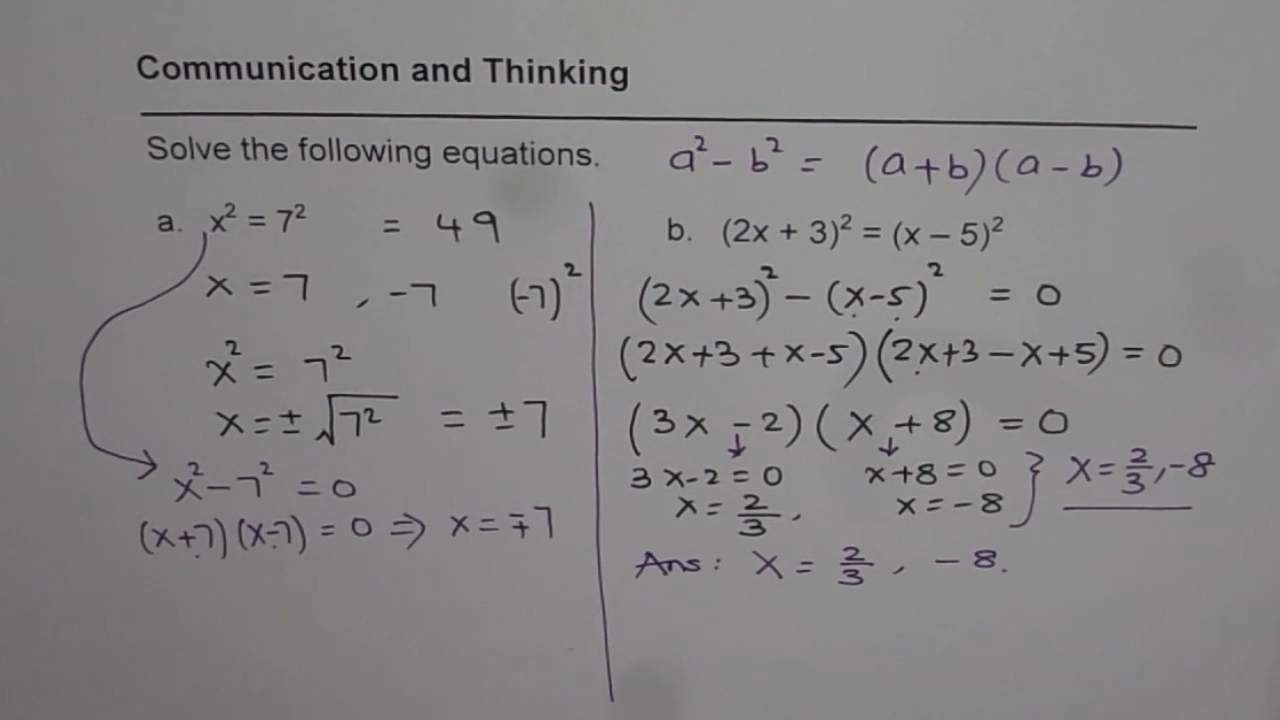 Communication and Thinking
Solve the following equations.
a² - b² = (a+b)(a-b)
a. x² = 7² = 49
x = 7 , -7 (-7)²
x² = 7²
x = ± √7² = ±7
x² - 7² = 0
(x+7)(x-7) = 0 ⇒ x = ∓7
b. (2x + 3)² = (x – 5)²
(2x+3)² - (x-5)² = 0
(2x+3+x-5)(2x+3-x+5) = 0
(3x - 2)(x + 8) = 0
3x-2=0 x+8=0 } x = 2/3, -8
x = 2/3 , x = -8
Ans : x = 2/3 , -8.